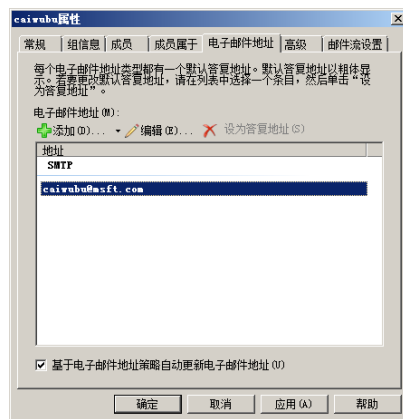 caiwubu属性
常规 组信息 成员 成员属于 电子邮件地址 高级 邮件流设置
每个电子邮件地址类型都有一个默认答复地址。默认答复地址以粗体显
示。若要更改默认答复地址，请在列表中选择一个条目，然后单击“设
为答复地址”。
电子邮件地址(M):
添加(D)... 编辑(E)... 设为答复地址(S)
地址
SMTP
caiwubu@msft.com
基于电子邮件地址策略自动更新电子邮件地址(U)
确定 取消 应用(A) 帮助